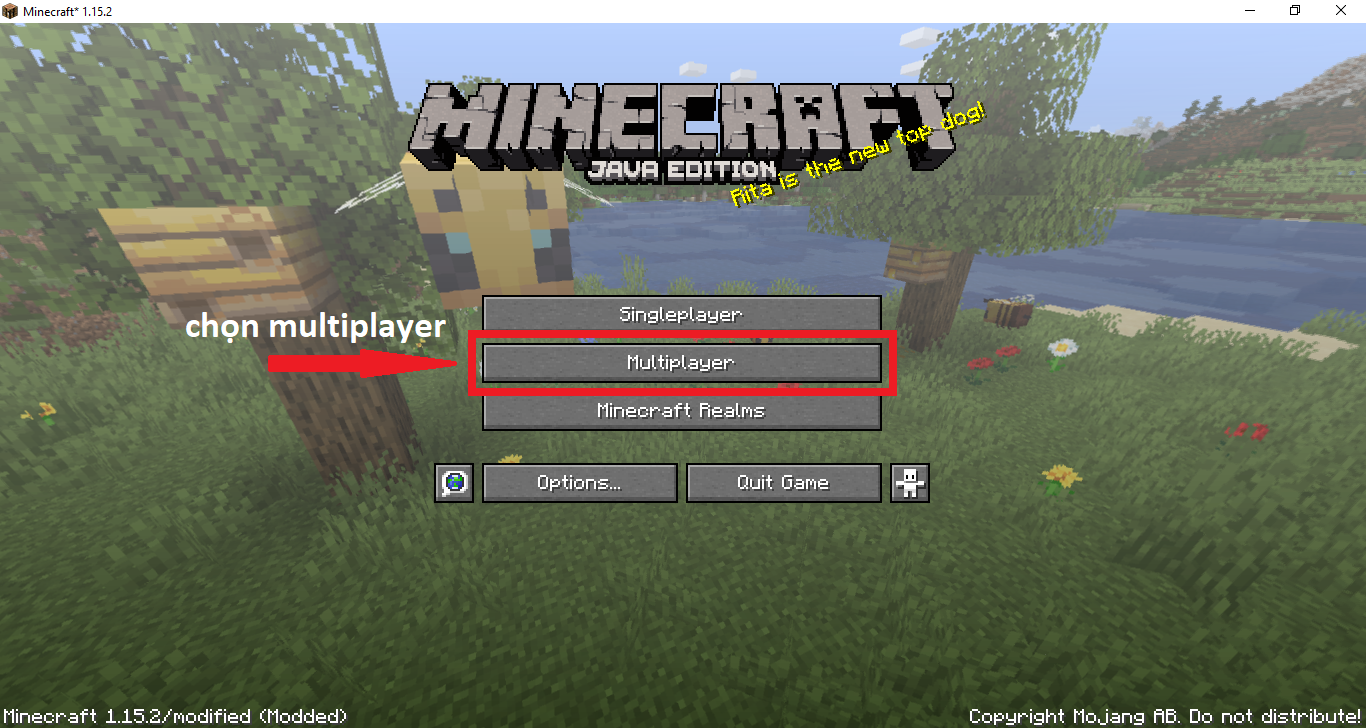 Minecraft* 1.15.2
MINECRAFT
JAVA EDITION
Rita is the new top dog!
Singleplayer
chọn multiplayer
Multiplayer
Minecraft Realms
Options...
Quit Game
Minecraft 1.15.2/modified (Modded)
Copyright Mojang AB. Do not distribute!